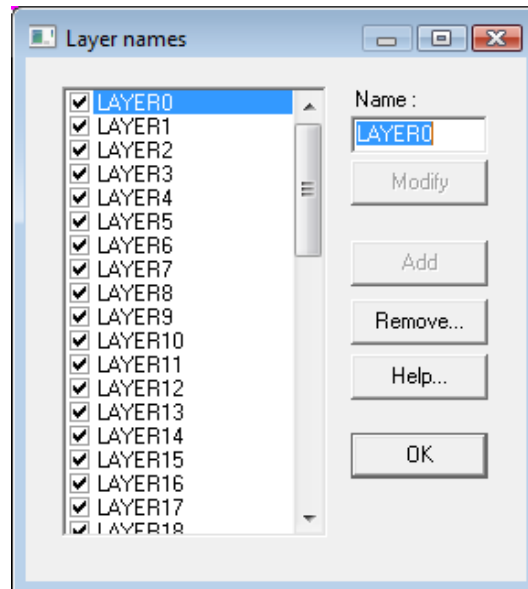 Layer names
LAYER0
LAYER1
LAYER2
LAYER3
LAYER4
LAYER5
LAYER6
LAYER7
LAYER8
LAYER9
LAYER10
LAYER11
LAYER12
LAYER13
LAYER14
LAYER15
LAYER16
LAYER17
LAYER18
Name :
LAYER0
Modify
Add
Remove...
Help...
OK